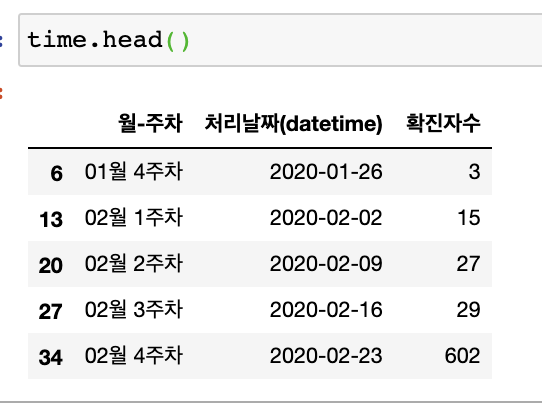 time.head()
월-주차 처리날짜(datetime) 확진자수
6 01월 4주차 2020-01-26 3
13 02월 1주차 2020-02-02 15
20 02월 2주차 2020-02-09 27
27 02월 3주차 2020-02-16 29
34 02월 4주차 2020-02-23 602